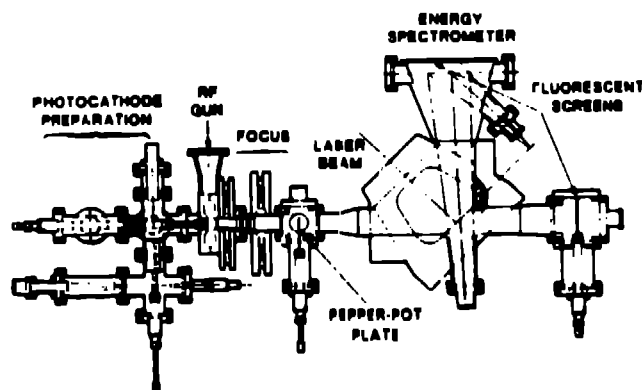 ENERGY
SPECTROMETER
PHOTOCATHODE
PREPARATION
RF
GUN
FOCUS
LASER
BEAM
FLUORESCENT
SCREENS
PEPPER-POT
PLATE